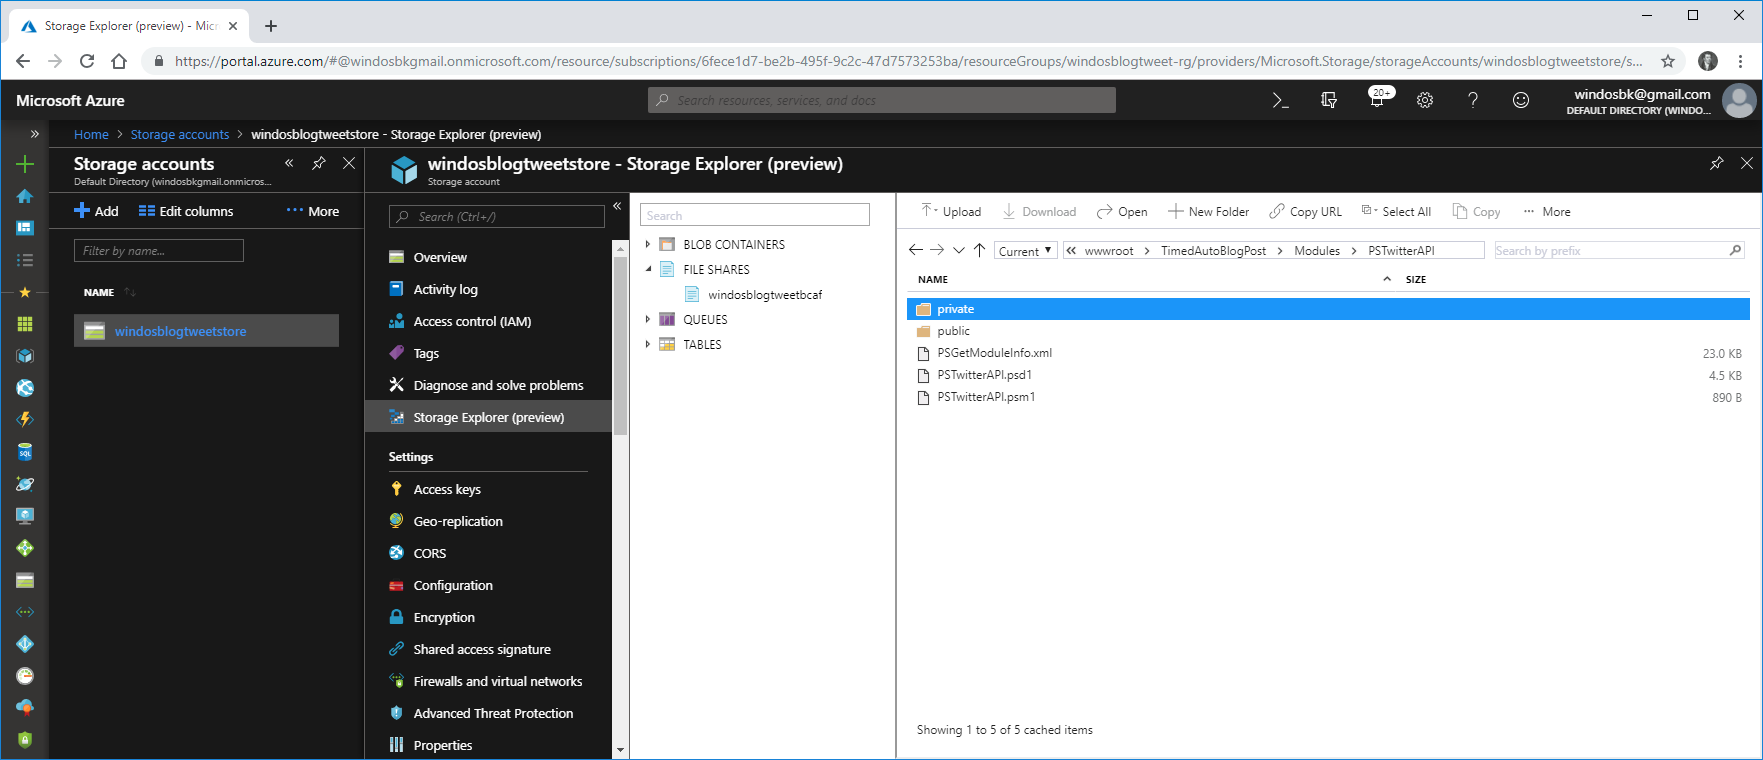 Storage Explorer (preview) - Micr
https://portal.azure.com/#@windosbkgmail.onmicrosoft.com/resource/subscriptions/6fece1d7-be2b-495f-9c2c-47d7573253ba/resourceGroups/windosblogtweet-rg/providers/Microsoft.Storage/storageAccounts/windosblogtweetstore/s...
Microsoft Azure
Search resources, services, and docs
20+
windosbk@gmail.com
DEFAULT DIRECTORY (WINDO...
Home > Storage accounts > windosblogtweetstore - Storage Explorer (preview)
Storage accounts
Default Directory (windosbkgmail.onmicros...
Add
Edit columns
More
Filter by name...
NAME
windosblogtweetstore
windosblogtweetstore - Storage Explorer (preview)
Storage account
Search (Ctrl+/)
Overview
Activity log
Access control (IAM)
Tags
Diagnose and solve problems
Storage Explorer (preview)
Settings
Access keys
Geo-replication
CORS
Configuration
Encryption
Shared access signature
Firewalls and virtual networks
Advanced Threat Protection
Properties
Search
BLOB CONTAINERS
FILE SHARES
windosblogtweetbcaf
QUEUES
TABLES
Upload
Download
Open
New Folder
Copy URL
Select All
Copy
More
Current
wwwroot > TimedAutoBlogPost > Modules > PSTwitterAPI
Search by prefix
NAME SIZE
private
public
PSGetModuleInfo.xml 23.0 KB
PSTwitterAPI.psd1 4.5 KB
PSTwitterAPI.psm1 890 B
Showing 1 to 5 of 5 cached items